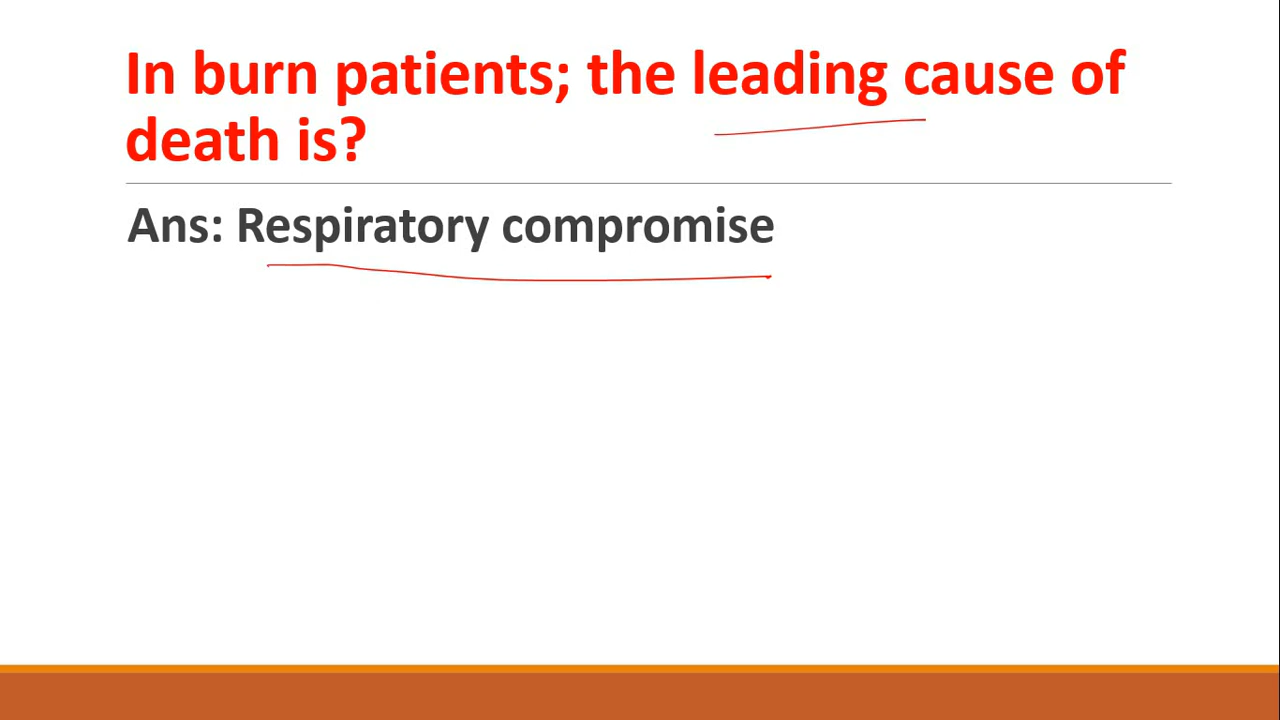 In burn patients; the leading cause of
death is?
Ans: Respiratory compromise